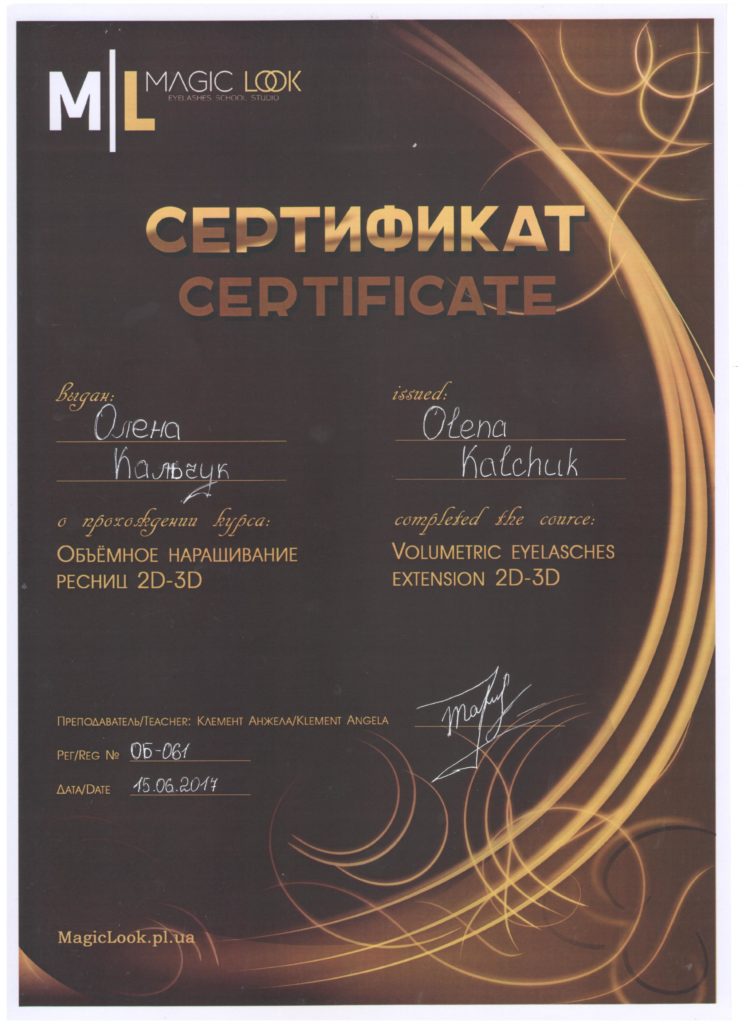 M|L MAGIC LOOK
EYELASHES SCHOOL STUDIO
СЕРТИФИКАТ
CERTIFICATE
выдан:
Олена
Кальчук
о прохождении курса:
Объёмное наращивание
ресниц 2D-3D
issued:
Olena
Kalchuk
completed the cource:
Volumetric eyelasches
extension 2D-3D
Преподаватель/Teacher: Клемент Анжела/Klement Angela
Рег/Reg № ОБ-061
Дата/Date 15.06.2017
MagicLook.pl.ua